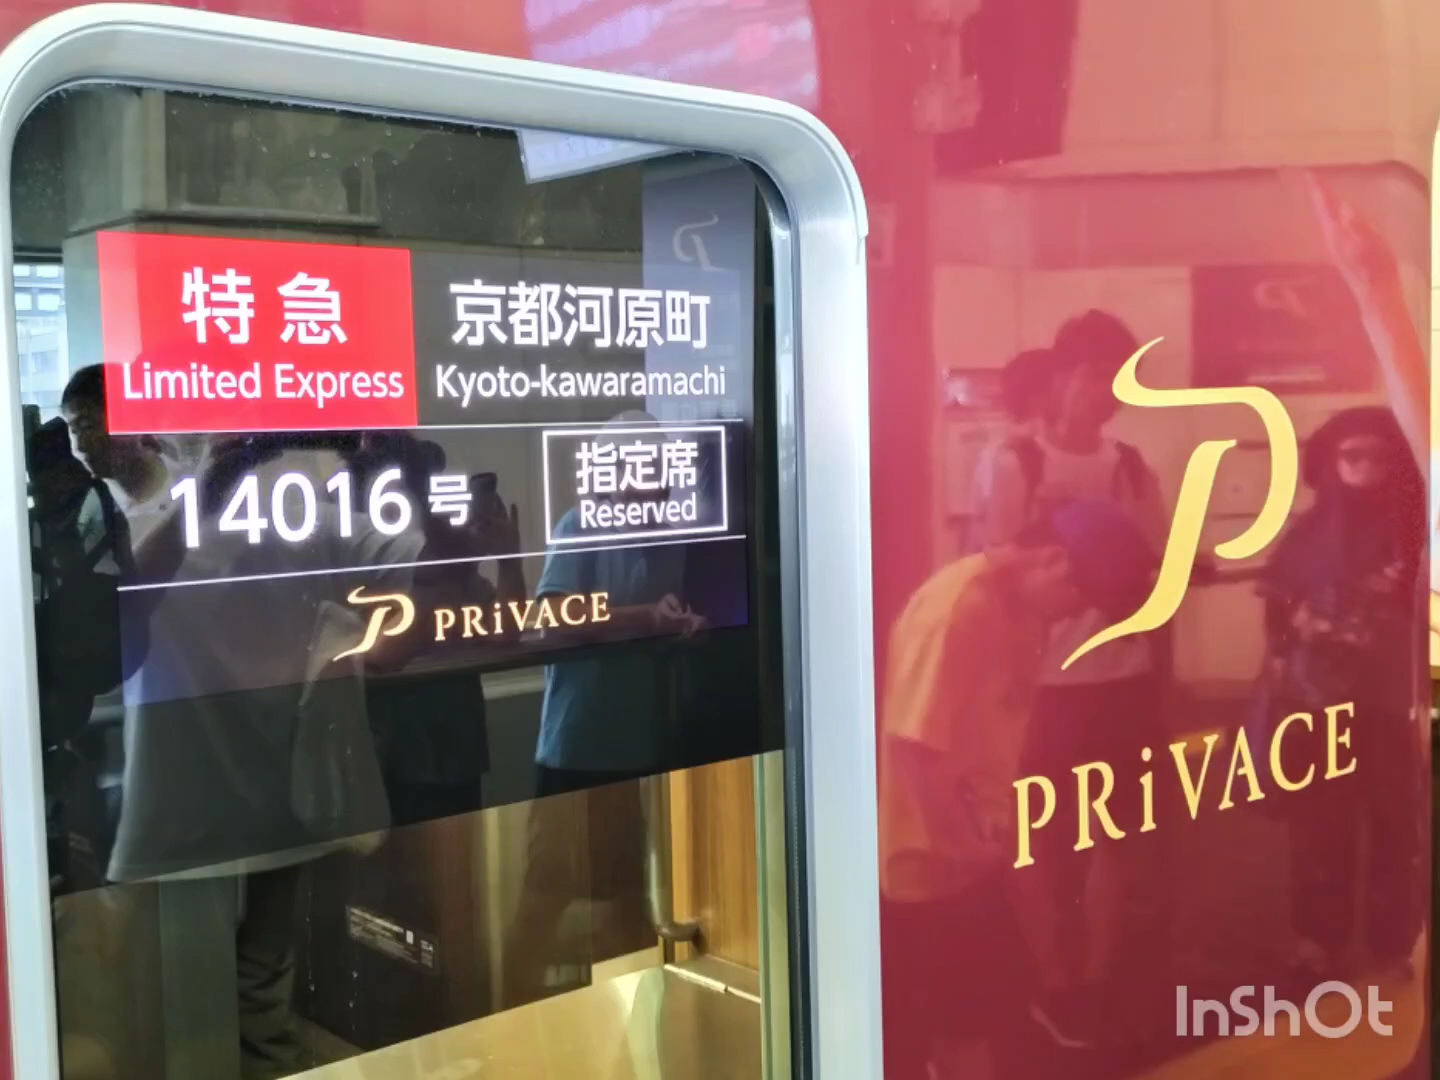 特急
Limited Express
京都河原町
Kyoto-kawaramachi
14016号
指定席
Reserved
P PRiVACE
P
PRiVACE
InShOt